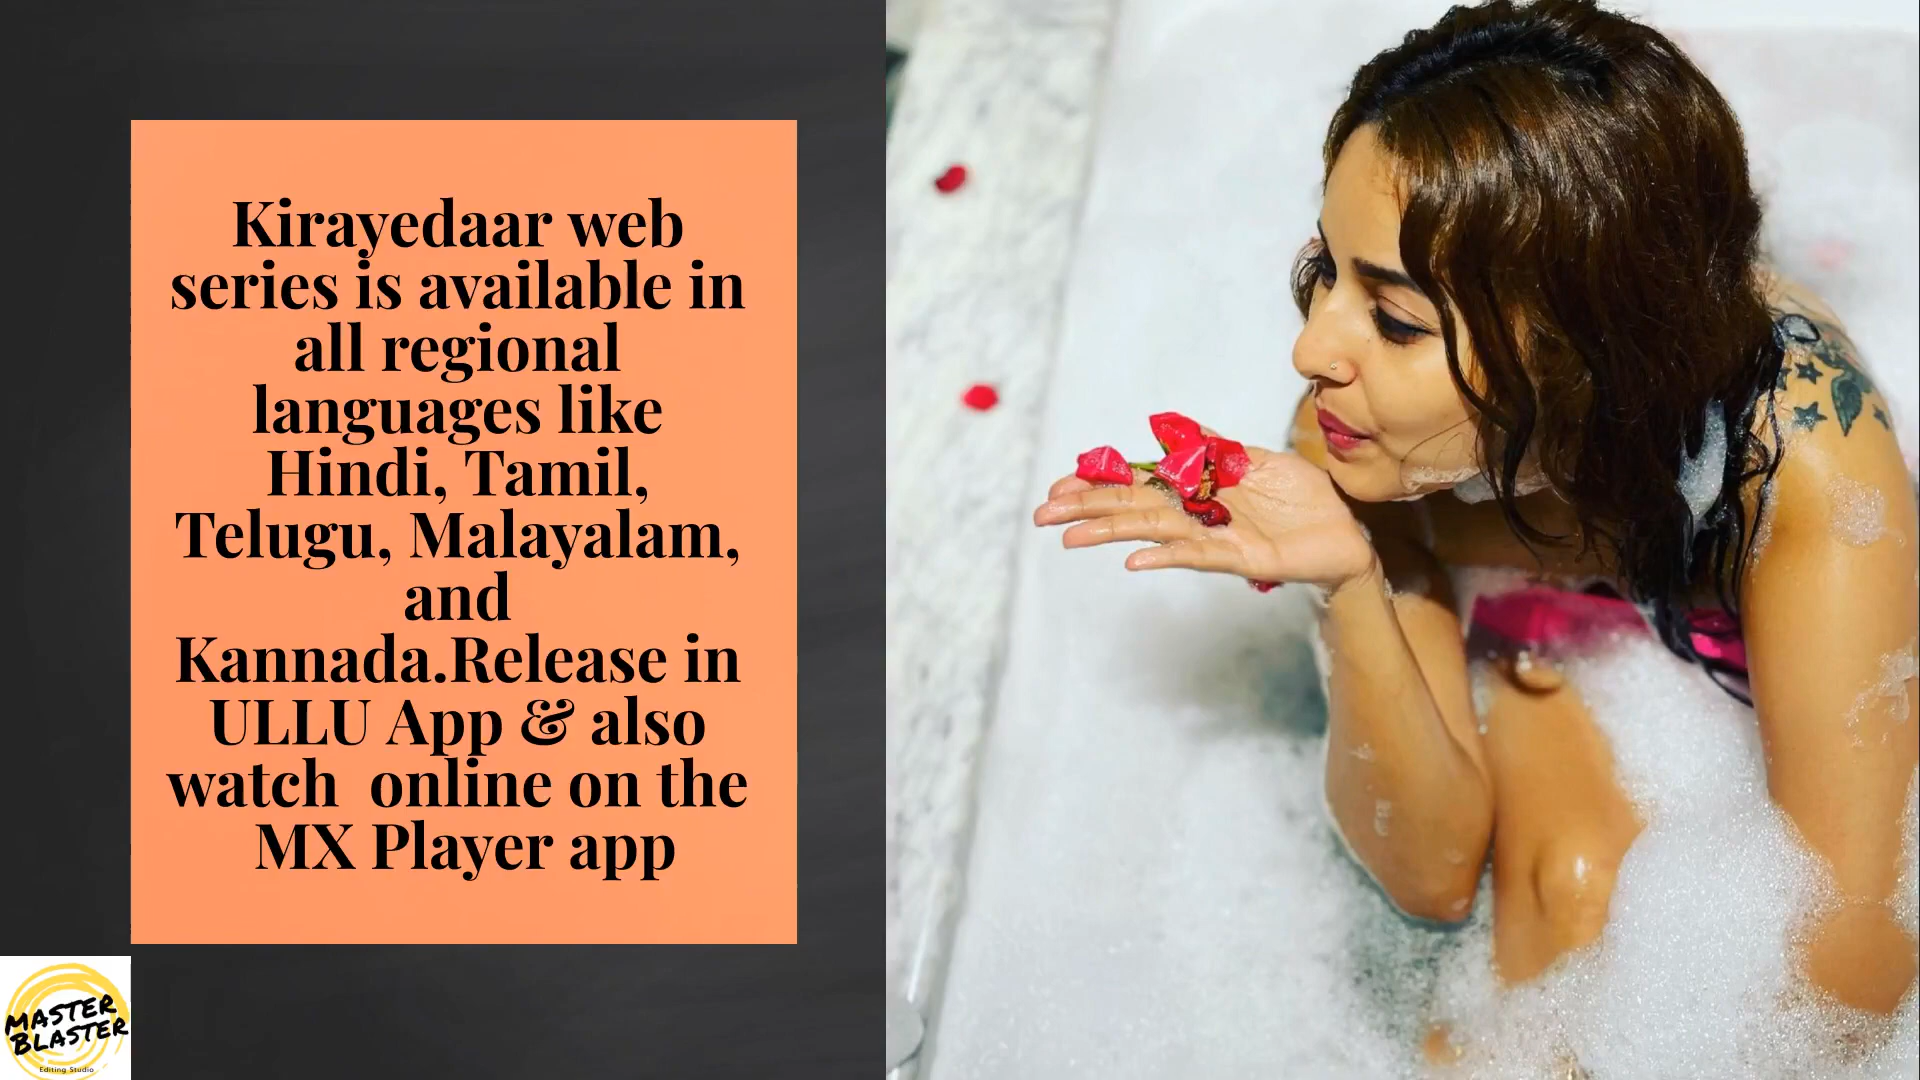 Kirayedaar web
series is available in
all regional
languages like
Hindi, Tamil,
Telugu, Malayalam,
and
Kannada.Release in
ULLU App & also
watch  online on the
MX Player app
MASTER
BLASTER
Editing Studio